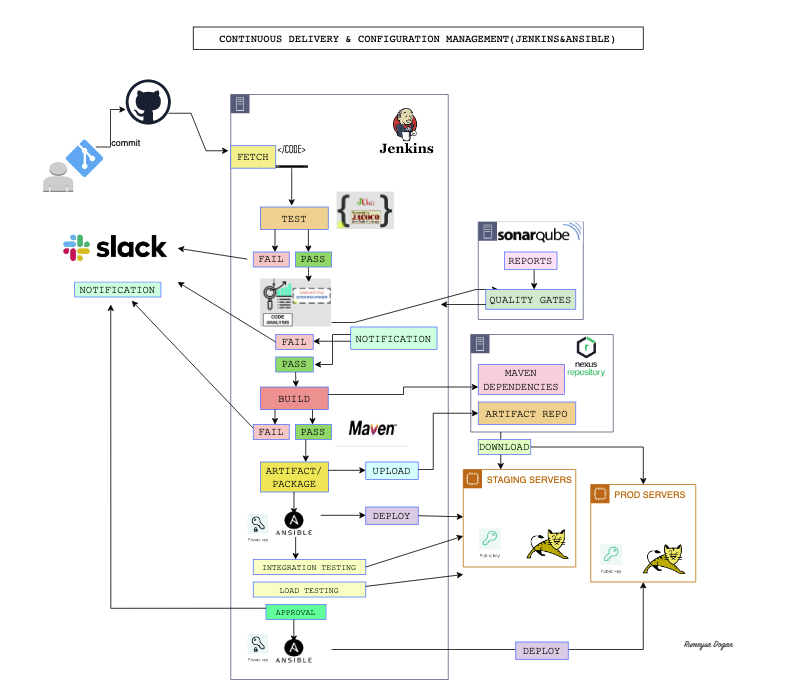 CONTINUOUS DELIVERY & CONFIGURATION MANAGEMENT(JENKINS&ANSIBLE)
commit
</CODE>
FETCH
Jenkins
TEST
JUnit
JACOCO
slack
FAIL
PASS
NOTIFICATION
sonarqube
REPORTS
QUALITY GATES
CODE
ANALYSIS
NOTIFICATION
FAIL
PASS
nexus
repository
MAVEN
DEPENDENCIES
ARTIFACT REPO
BUILD
FAIL
PASS
Maven
DOWNLOAD
ARTIFACT/
PACKAGE
UPLOAD
STAGING SERVERS
PROD SERVERS
Private key
ANSIBLE
DEPLOY
Public key
Public key
INTEGRATION TESTING
LOAD TESTING
APPROVAL
Private key
ANSIBLE
DEPLOY
Rumeysa Dogan